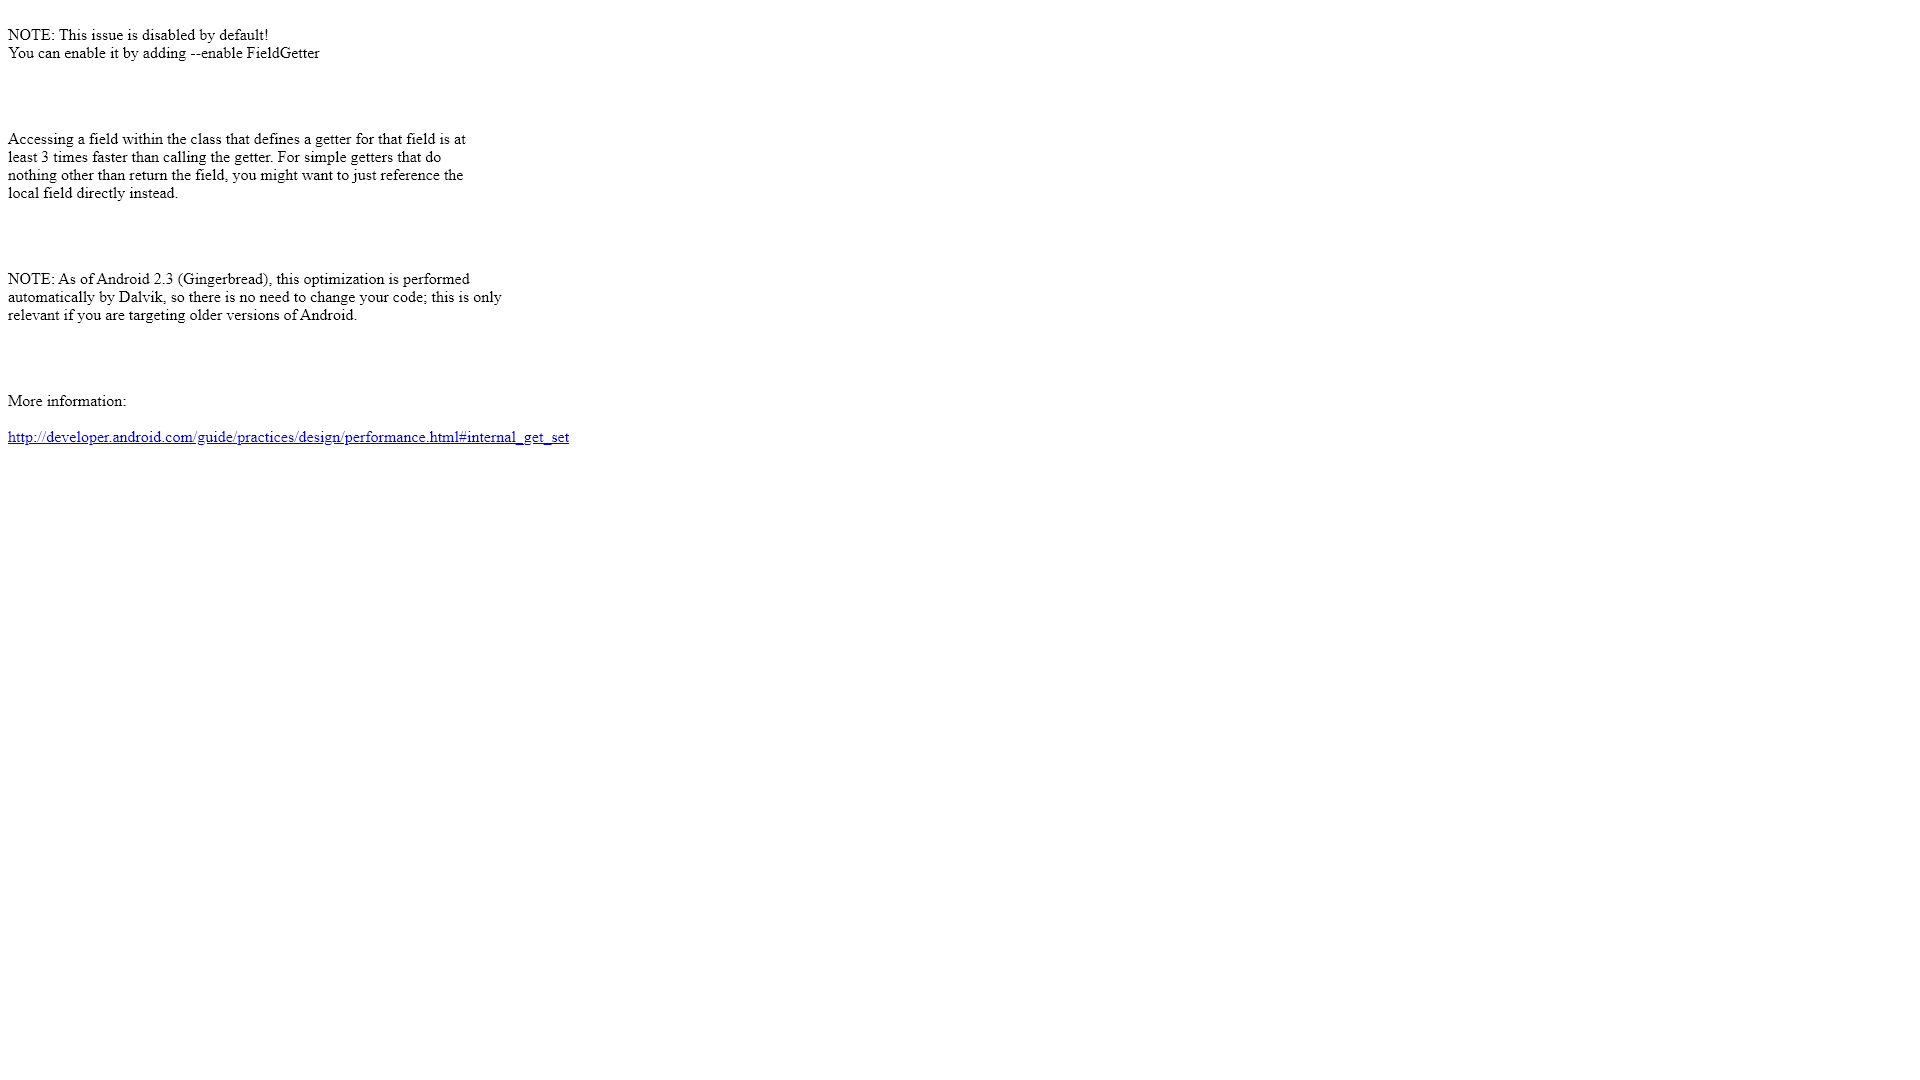 NOTE: This issue is disabled by default!
You can enable it by adding --enable FieldGetter
Accessing a field within the class that defines a getter for that field is at
least 3 times faster than calling the getter. For simple getters that do
nothing other than return the field, you might want to just reference the
local field directly instead.
NOTE: As of Android 2.3 (Gingerbread), this optimization is performed
automatically by Dalvik, so there is no need to change your code; this is only
relevant if you are targeting older versions of Android.
More information:
http://developer.android.com/guide/practices/design/performance.html#internal_get_set